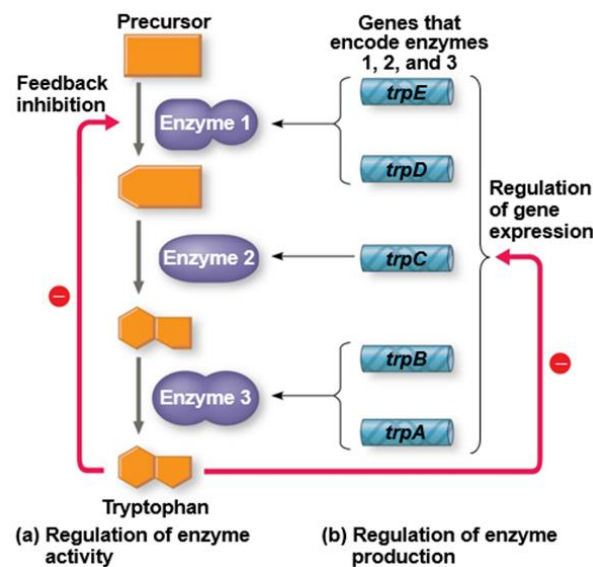 Precursor
Genes that
encode enzymes
1, 2, and 3
Feedback
inhibition
Enzyme 1
trpE
trpD
Regulation
of gene
expression
Enzyme 2
trpC
–
Enzyme 3
trpB
–
trpA
Tryptophan
(a) Regulation of enzyme
activity
(b) Regulation of enzyme
production